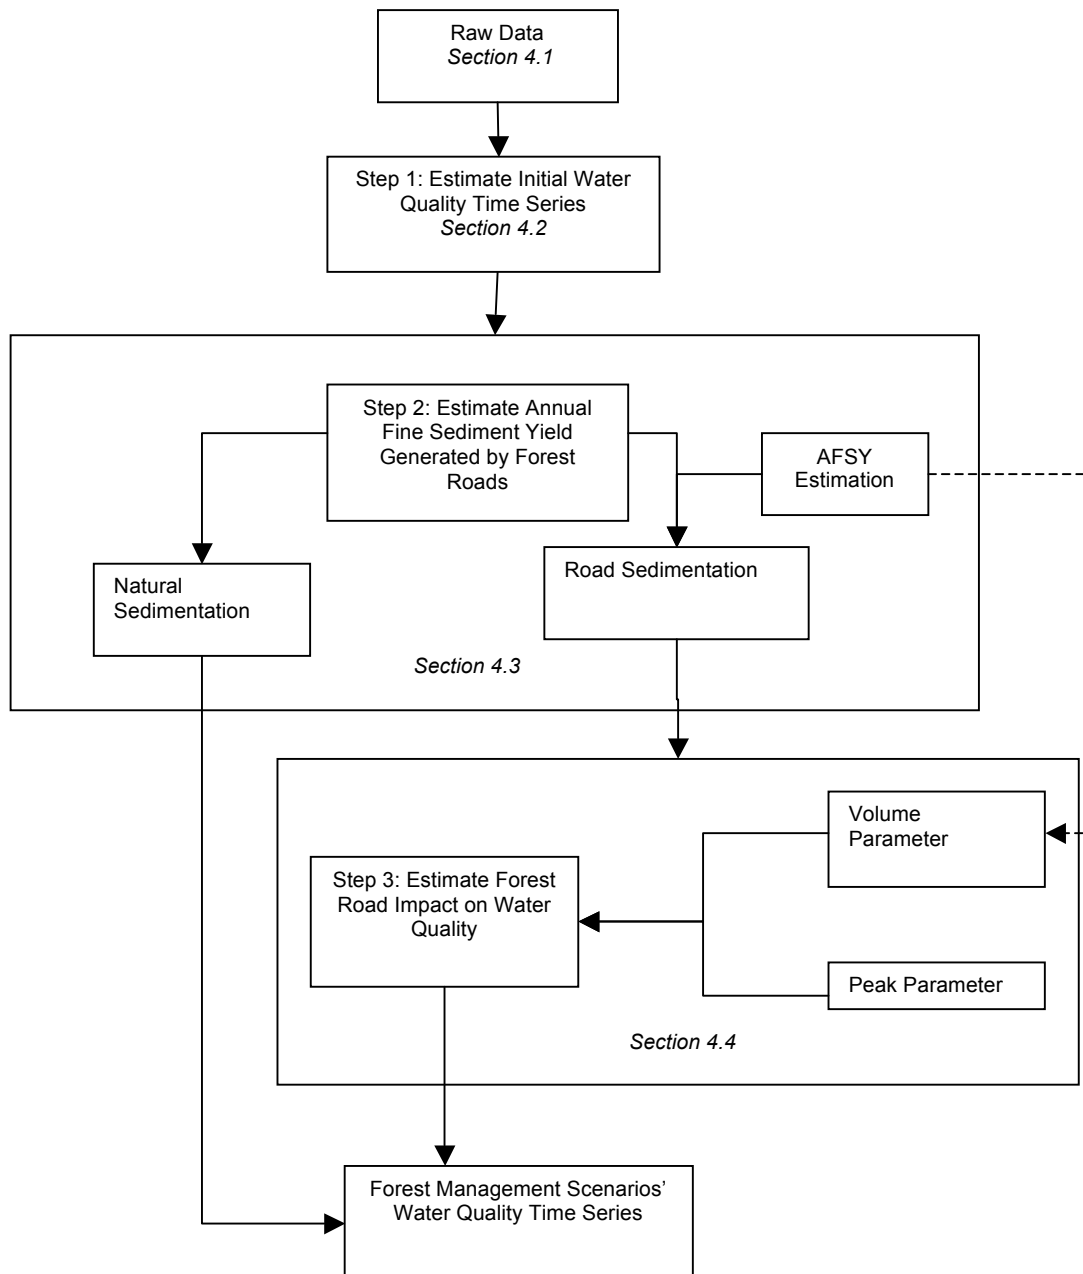 Raw Data
Section 4.1
Step 1: Estimate Initial Water
Quality Time Series
Section 4.2
Step 2: Estimate Annual
Fine Sediment Yield
Generated by Forest
Roads
AFSY
Estimation
Natural
Sedimentation
Road Sedimentation
Section 4.3
Volume
Parameter
Step 3: Estimate Forest
Road Impact on Water
Quality
Peak Parameter
Section 4.4
Forest Management Scenarios’
Water Quality Time Series